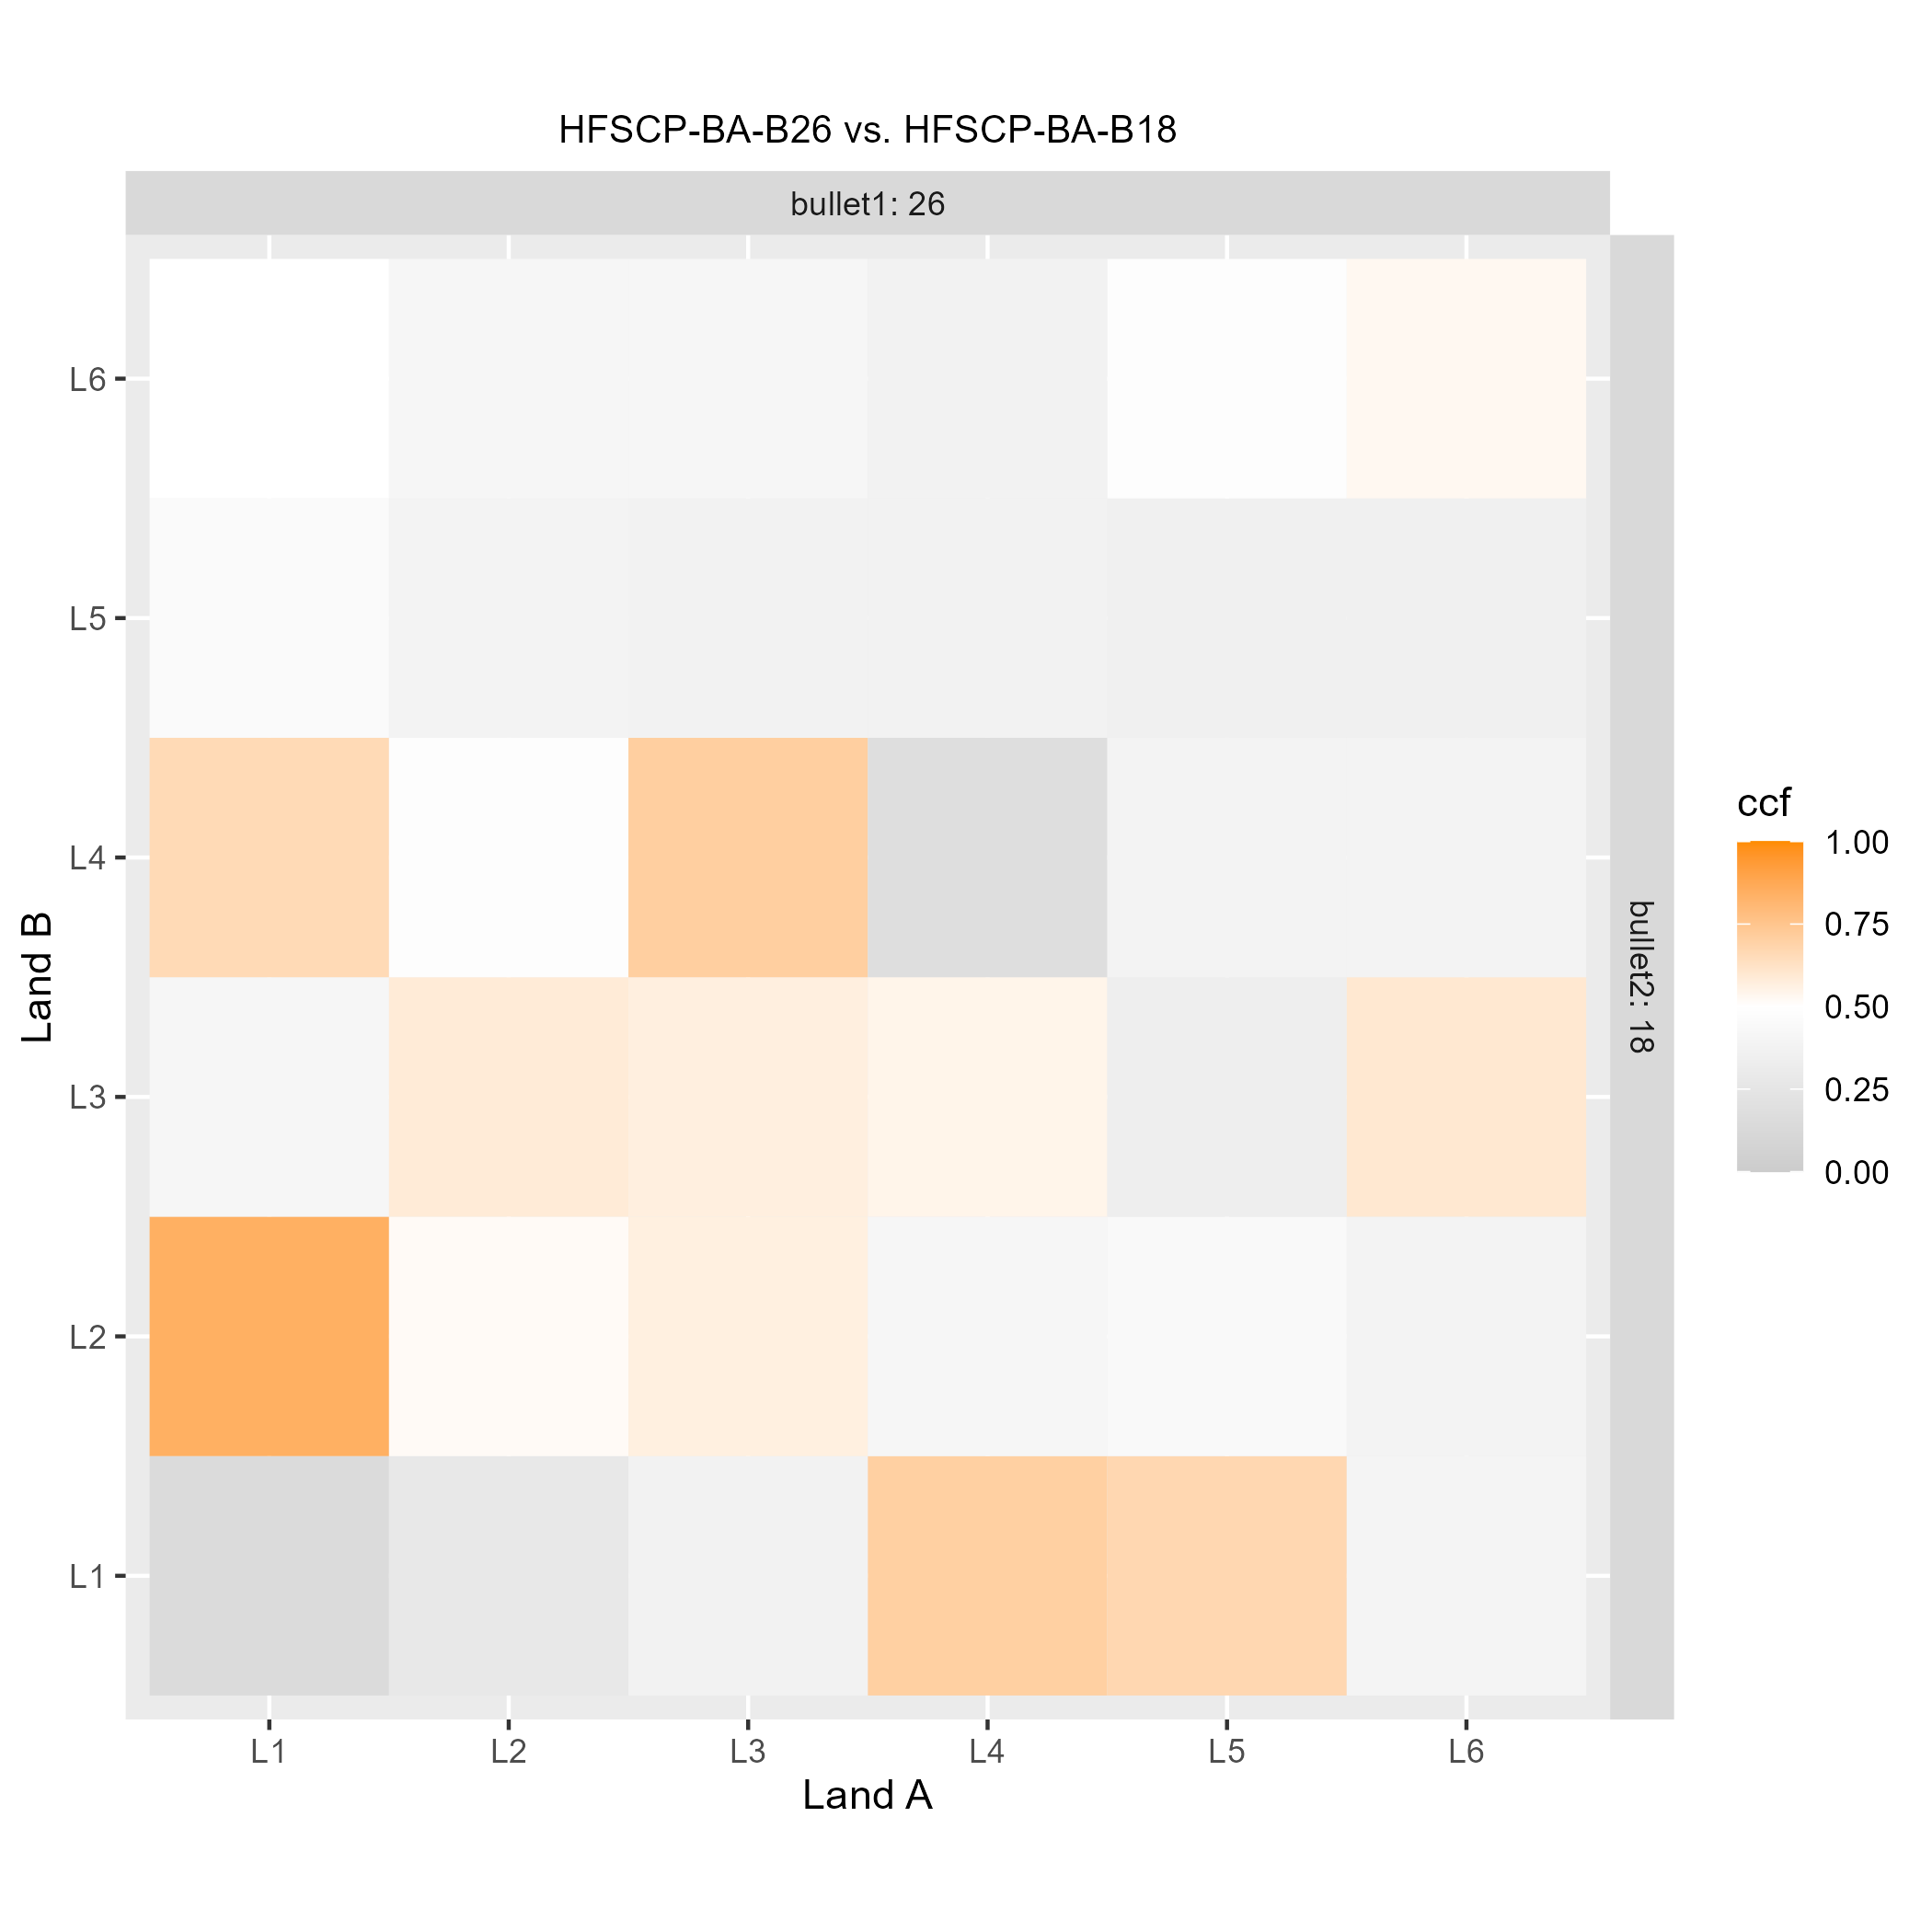 HFSCP-BA-B26 vs. HFSCP-BA-B18
bullet1: 26
L6
L5
L4
L3
L2
L1
Land B
bullet2: 18
L1 L2 L3 L4 L5 L6
Land A
ccf
1.00
0.75
0.50
0.25
0.00